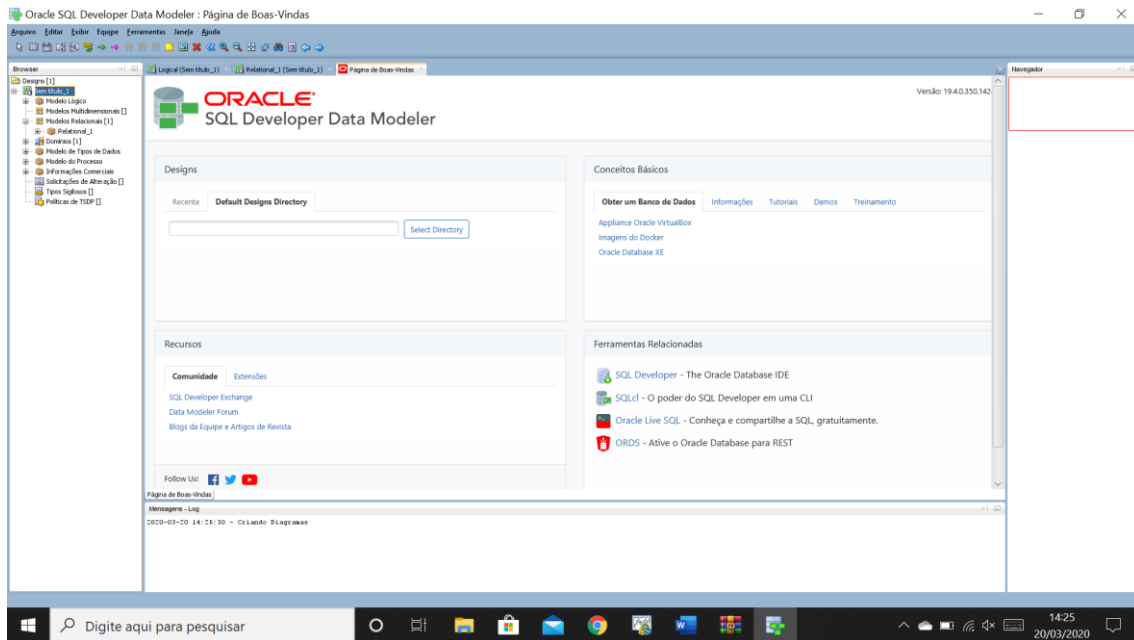 Oracle SQL Developer Data Modeler : Página de Boas-Vindas
Arquivo Editar Exibir Equipe Ferramentas Janela Ajuda
Browser
Designs [1]
Sem título_1
Modelo Lógico
Modelos Multidimensionais []
Modelos Relacionais [1]
Relational_1
Domínios [1]
Modelo de Tipos de Dados
Modelo do Processo
Informações Comerciais
Solicitações de Alteração []
Tipos Sigilosos []
Políticas de TSDP []
Logical (Sem título_1)
Relational_1 (Sem título_1)
Página de Boas-Vindas
Navegador
ORACLE
SQL Developer Data Modeler
Versão: 19.4.0.350.142
Designs
Recente Default Designs Directory
Select Directory
Conceitos Básicos
Obter um Banco de Dados Informações Tutoriais Demos Treinamento
Appliance Oracle VirtualBox
Imagens do Docker
Oracle Database XE
Recursos
Comunidade Extensões
SQL Developer Exchange
Data Modeler Forum
Blogs da Equipe e Artigos de Revista
Follow Us!
Ferramentas Relacionadas
SQL Developer - The Oracle Database IDE
SQLcl - O poder do SQL Developer em uma CLI
Oracle Live SQL - Conheça e compartilhe a SQL, gratuitamente.
ORDS - Ative o Oracle Database para REST
Página de Boas-Vindas
Mensagens - Log
2020-03-20 14:25:30 - Criando Diagramas
Digite aqui para pesquisar
14:25
20/03/2020